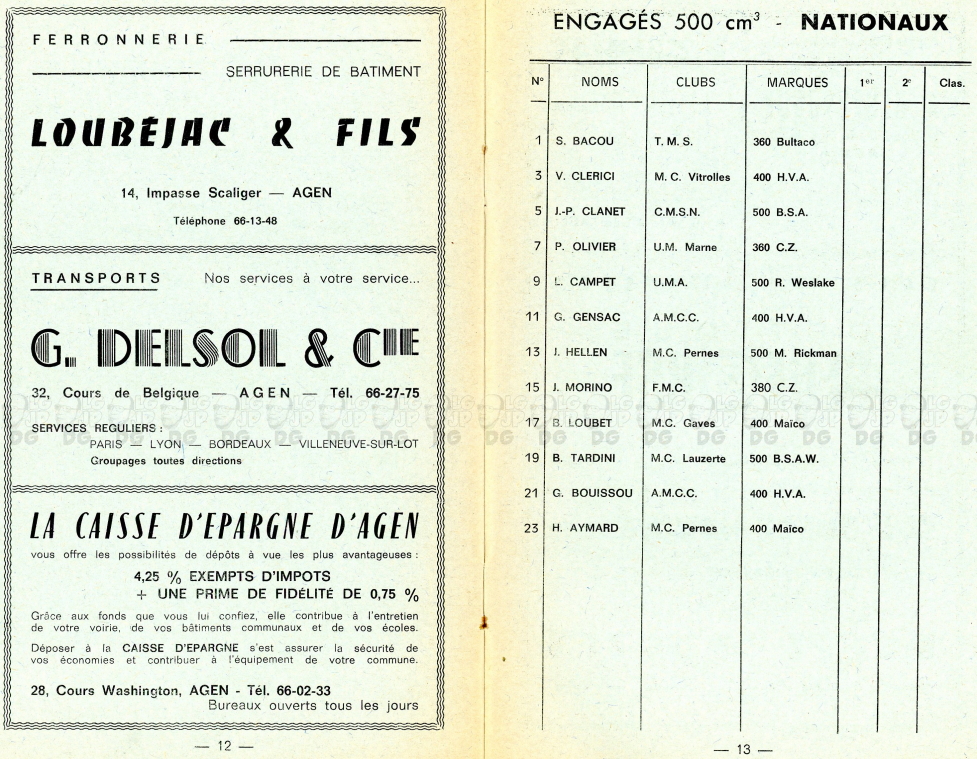 FERRONNERIE
SERRURERIE DE BATIMENT
LOUBÉJAC & FILS
14, Impasse Scaliger — AGEN
Téléphone 66-13-48
TRANSPORTS Nos services à votre service...
G. DELSOL & CIE
32, Cours de Belgique — AGEN — Tél. 66-27-75
SERVICES REGULIERS :
PARIS — LYON — BORDEAUX — VILLENEUVE-SUR-LOT
Groupages toutes directions
LA CAISSE D'EPARGNE D'AGEN
vous offre les possibilités de dépôts à vue les plus avantageuses :
4,25 % EXEMPTS D'IMPOTS
+ UNE PRIME DE FIDÉLITÉ DE 0,75 %
Grâce aux fonds que vous lui confiez, elle contribue à l'entretien
de votre voirie, de vos bâtiments communaux et de vos écoles.
Déposer à la CAISSE D'EPARGNE s'est assurer la sécurité de
vos économies et contribuer à l'équipement de votre commune.
28, Cours Washington, AGEN - Tél. 66-02-33
Bureaux ouverts tous les jours
— 12 —
ENGAGÉS 500 cm³ - NATIONAUX
N° NOMS CLUBS MARQUES 1er 2e Clas.
1 S. BACOU T. M. S. 360 Bultaco
3 V. CLERICI M. C. Vitrolles 400 H.V.A.
5 J.-P. CLANET C.M.S.N. 500 B.S.A.
7 P. OLIVIER U.M. Marne 360 C.Z.
9 L. CAMPET U.M.A. 500 R. Weslake
11 G. GENSAC A.M.C.C. 400 H.V.A.
13 J. HELLEN M.C. Pernes 500 M. Rickman
15 J. MORINO F.M.C. 380 C.Z.
17 B. LOUBET M.C. Gaves 400 Maïco
19 B. TARDINI M.C. Lauzerte 500 B.S.A.W.
21 G. BOUISSOU A.M.C.C. 400 H.V.A.
23 H. AYMARD M.C. Pernes 400 Maïco
— 13 —